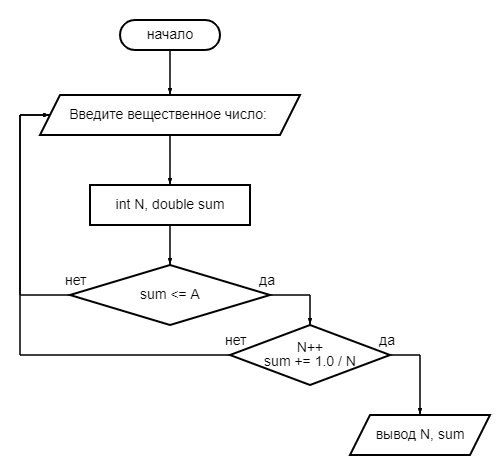 начало
Введите вещественное число:
int N, double sum
нет
да
sum <= A
нет
да
N++
sum += 1.0 / N
вывод N, sum